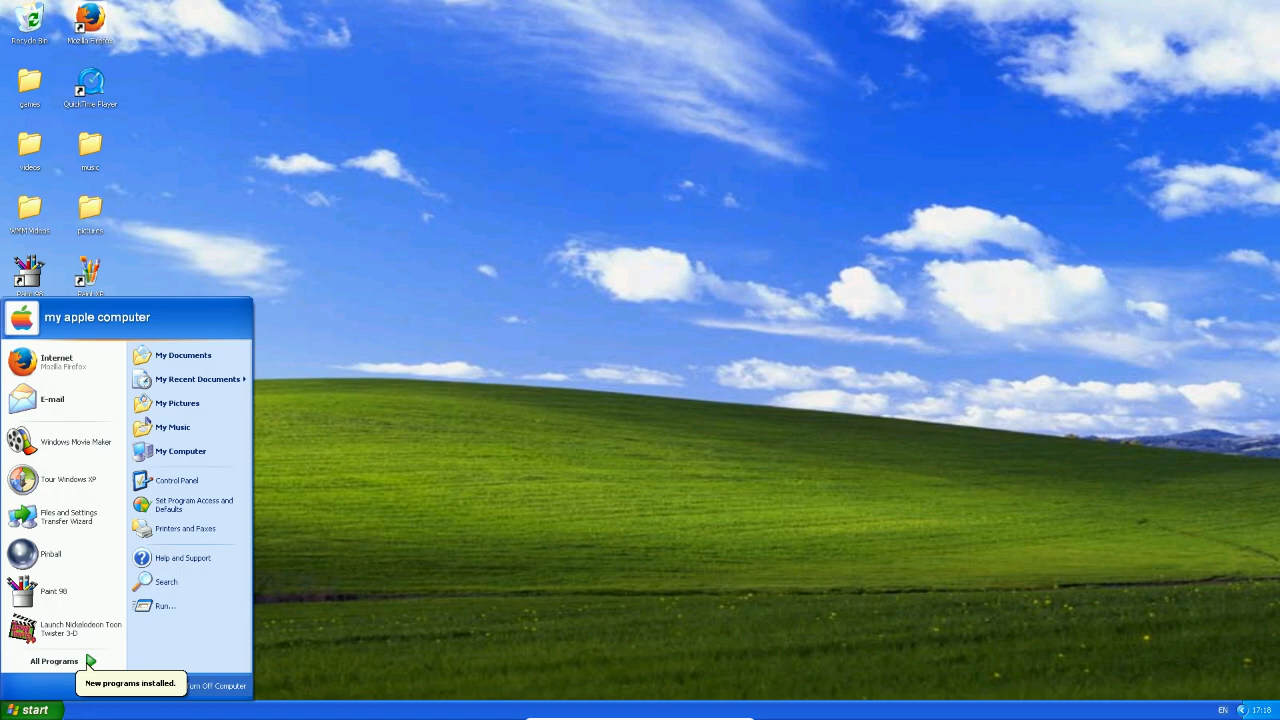 Recycle Bin
Mozilla Firefox
games
QuickTime Player
videos
music
WMM Videos
pictures
Paint 98
Paint XP
my apple computer
Internet
Mozilla Firefox
E-mail
Windows Movie Maker
Tour Windows XP
Files and Settings
Transfer Wizard
Pinball
Paint 98
Launch Nickelodeon Toon
Twister 3-D
All Programs
My Documents
My Recent Documents
My Pictures
My Music
My Computer
Control Panel
Set Program Access and
Defaults
Printers and Faxes
Help and Support
Search
Run...
New programs installed.
Turn Off Computer
start
EN
17:18